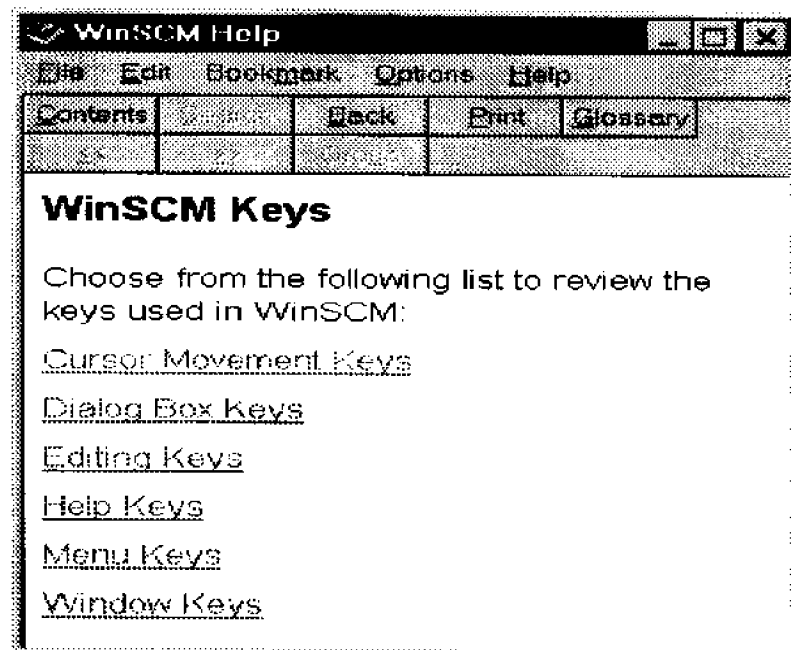 WinSCM Help
File Edit Bookmark Options Help
Contents Back Print Glossary
<< >>
WinSCM Keys
Choose from the following list to review the
keys used in WinSCM:
Cursor Movement Keys
Dialog Box Keys
Editing Keys
Help Keys
Menu Keys
Window Keys